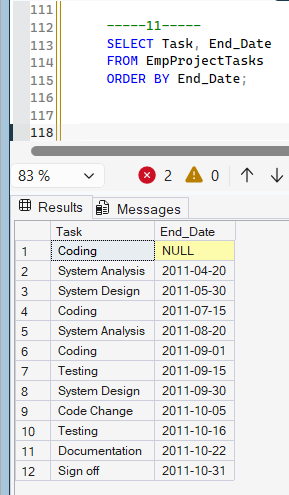 111
112 -----11-----
113 SELECT Task, End_Date
114 FROM EmpProjectTasks
115 ORDER BY End_Date;
116
117
118
83 % 2 0
Results Messages
Task End_Date
1 Coding NULL
2 System Analysis 2011-04-20
3 System Design 2011-05-30
4 Coding 2011-07-15
5 System Analysis 2011-08-20
6 Coding 2011-09-01
7 Testing 2011-09-15
8 System Design 2011-09-30
9 Code Change 2011-10-05
10 Testing 2011-10-16
11 Documentation 2011-10-22
12 Sign off 2011-10-31